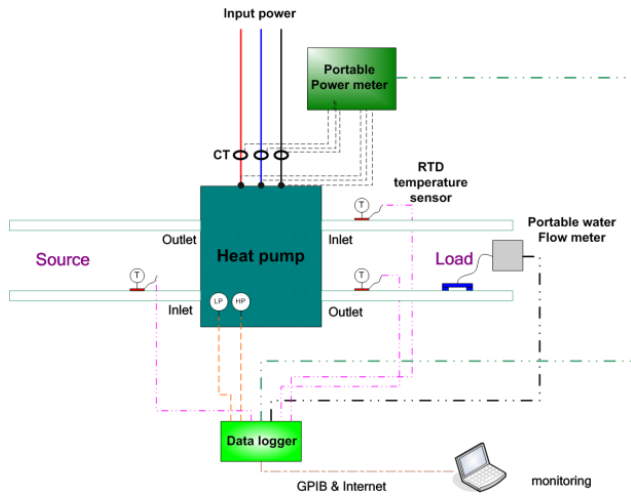 Input power
Portable
Power meter
CT
RTD
temperature
sensor
T
Portable water
Flow meter
Outlet
Inlet
Source
Heat pump
Load
T
T
Inlet
LP
HP
Outlet
Data logger
GPIB & Internet
monitoring